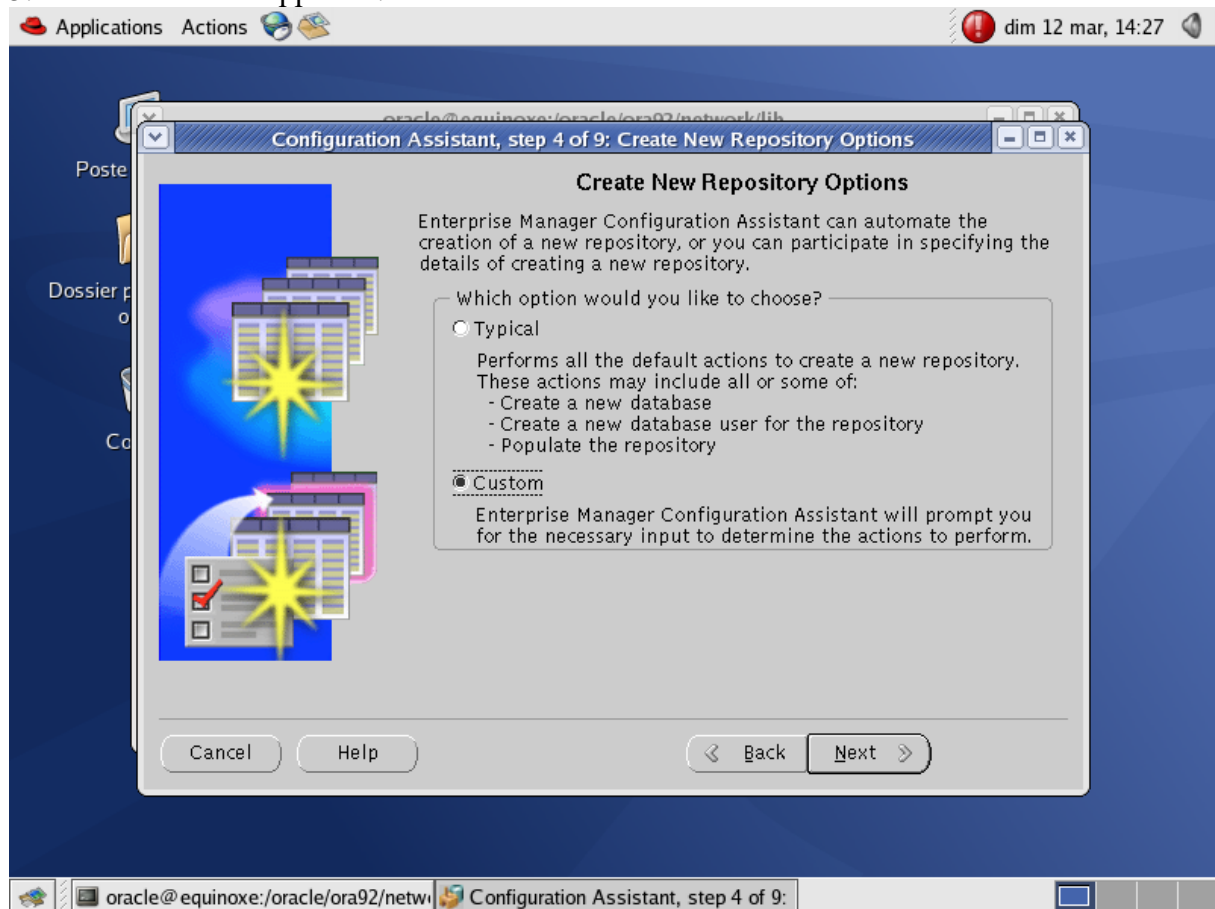 Applications Actions dim 12 mar, 14:27
oracle@equinoxe:/oracle/ora92/network/lib
Configuration Assistant, step 4 of 9: Create New Repository Options
Poste
Dossier p
o
Co
Create New Repository Options
Enterprise Manager Configuration Assistant can automate the
creation of a new repository, or you can participate in specifying the
details of creating a new repository.
Which option would you like to choose?
Typical
Performs all the default actions to create a new repository.
These actions may include all or some of:
- Create a new database
- Create a new database user for the repository
- Populate the repository
Custom
Enterprise Manager Configuration Assistant will prompt you
for the necessary input to determine the actions to perform.
Cancel Help Back Next
oracle@equinoxe:/oracle/ora92/netw Configuration Assistant, step 4 of 9: